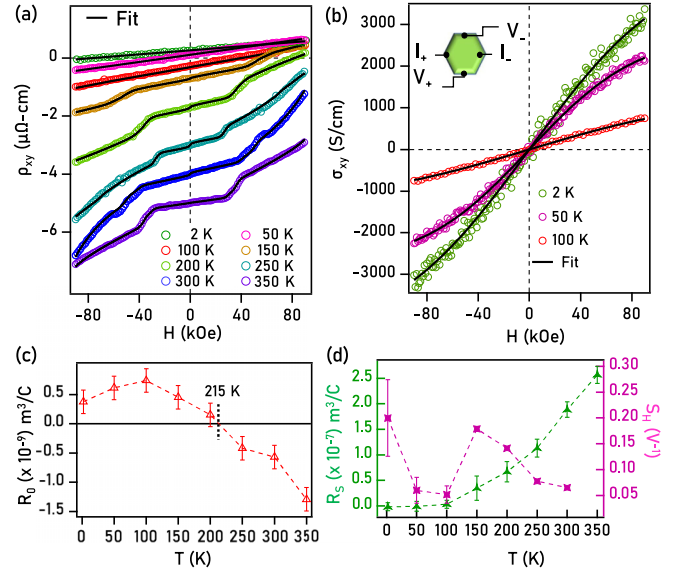 (a)
Fit
ρxy (μΩ-cm)
0
-2
-4
-6
2 K 50 K
100 K 150 K
200 K 250 K
300 K 350 K
-80 -40 0 40 80
H (kOe)
(b)
V₋
I₊ I₋
V₊
σxy (S/cm)
3000
2000
1000
0
-1000
-2000
-3000
2 K
50 K
100 K
Fit
-80 -40 0 40 80
H (kOe)
(c)
215 K
R₀ (x 10⁻⁹) m³/C
0.5
0.0
-0.5
-1.0
-1.5
0 50 100 150 200 250 300 350
T (K)
(d)
R_S (x 10⁻⁷) m³/C
2.5
2.0
1.5
1.0
0.5
0.0
S_H (V⁻¹)
0.30
0.25
0.20
0.15
0.10
0.05
0 50 100 150 200 250 300 350
T (K)